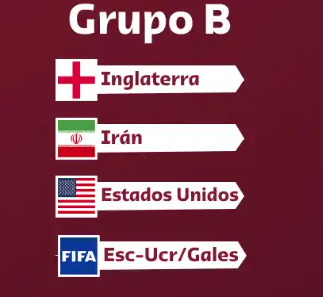 Grupo B
Inglaterra
Irán
Estados Unidos
FIFA Esc-Ucr/Gales